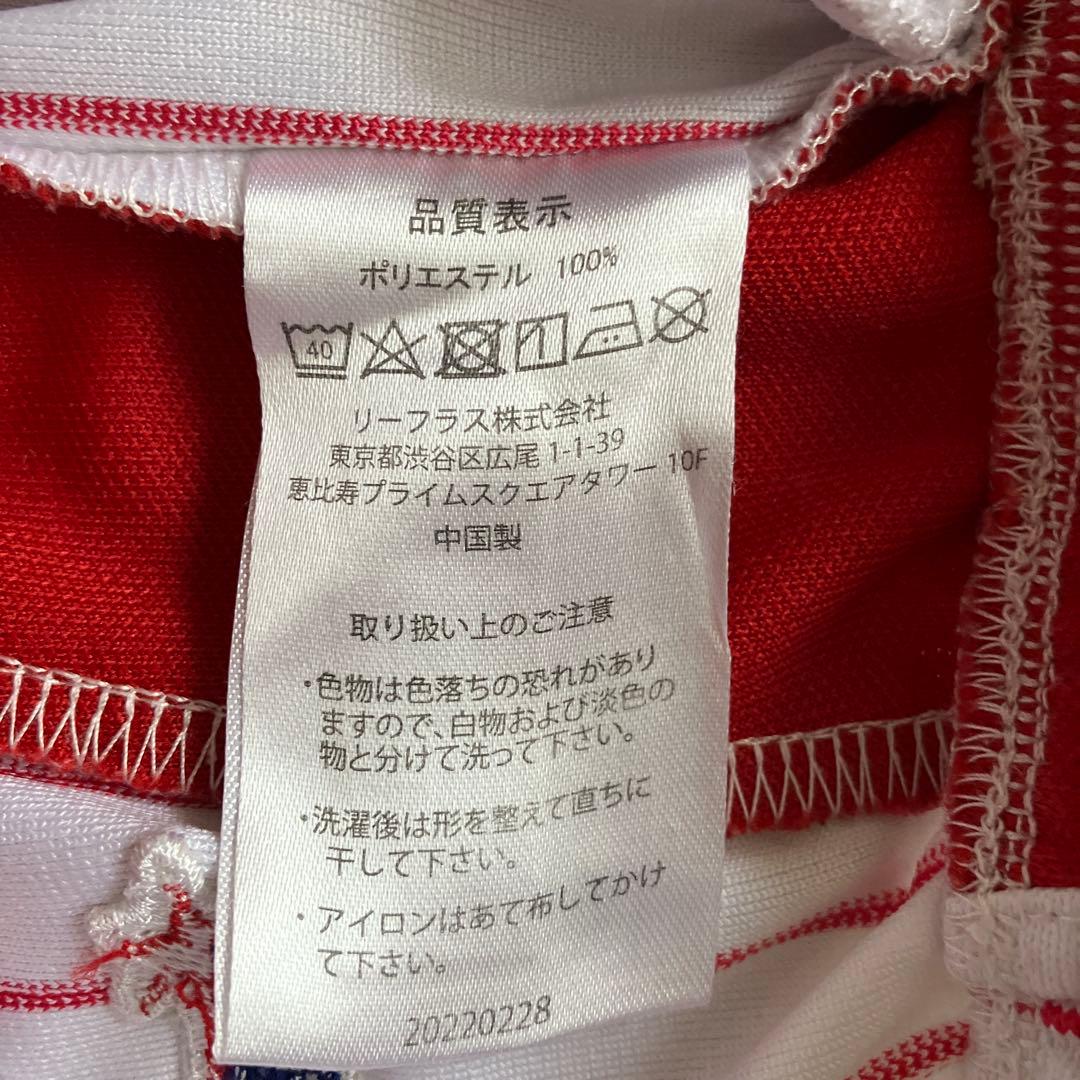 品質表示
ポリエステル 100%
40
リーフラス株式会社
東京都渋谷区広尾 1-1-39
恵比寿プライムスクエアタワー 10F
中国製
取り扱い上のご注意
・色物は色落ちの恐れがあり
ますので、白物および淡色の
物と分けて洗って下さい。
・洗濯後は形を整えて直ちに
干して下さい。
・アイロンはあて布してかけ
て下さい。
20220228